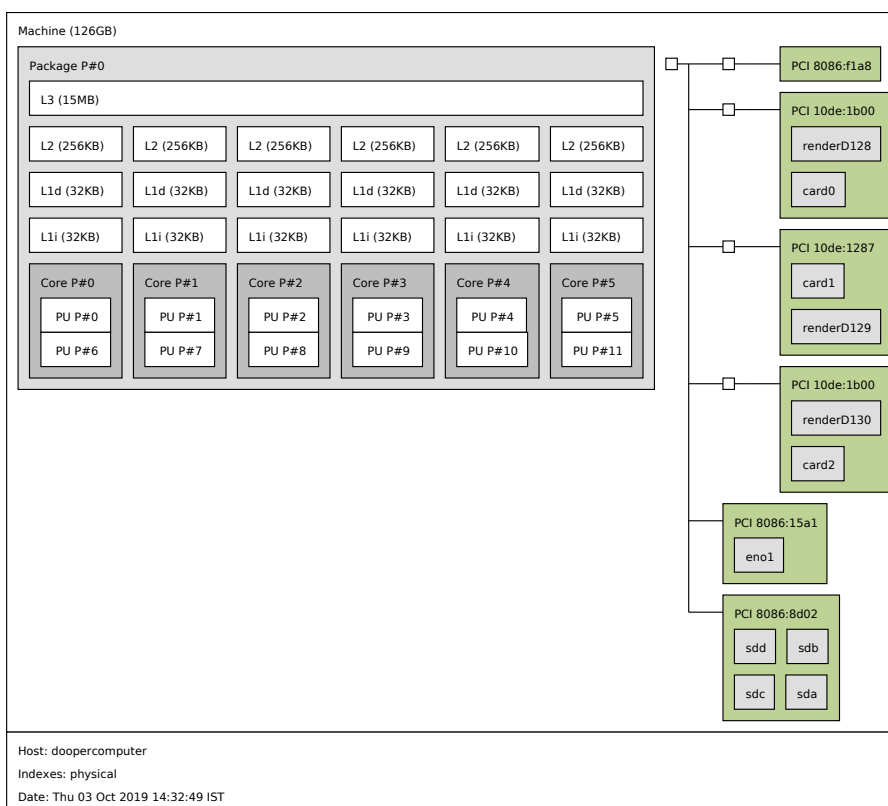 Machine (126GB)
Package P#0
L3 (15MB)
L2 (256KB) L2 (256KB) L2 (256KB) L2 (256KB) L2 (256KB) L2 (256KB)
L1d (32KB) L1d (32KB) L1d (32KB) L1d (32KB) L1d (32KB) L1d (32KB)
L1i (32KB) L1i (32KB) L1i (32KB) L1i (32KB) L1i (32KB) L1i (32KB)
Core P#0 Core P#1 Core P#2 Core P#3 Core P#4 Core P#5
PU P#0 PU P#1 PU P#2 PU P#3 PU P#4 PU P#5
PU P#6 PU P#7 PU P#8 PU P#9 PU P#10 PU P#11
PCI 8086:f1a8
PCI 10de:1b00
renderD128
card0
PCI 10de:1287
card1
renderD129
PCI 10de:1b00
renderD130
card2
PCI 8086:15a1
eno1
PCI 8086:8d02
sdd sdb
sdc sda
Host: doopercomputer
Indexes: physical
Date: Thu 03 Oct 2019 14:32:49 IST